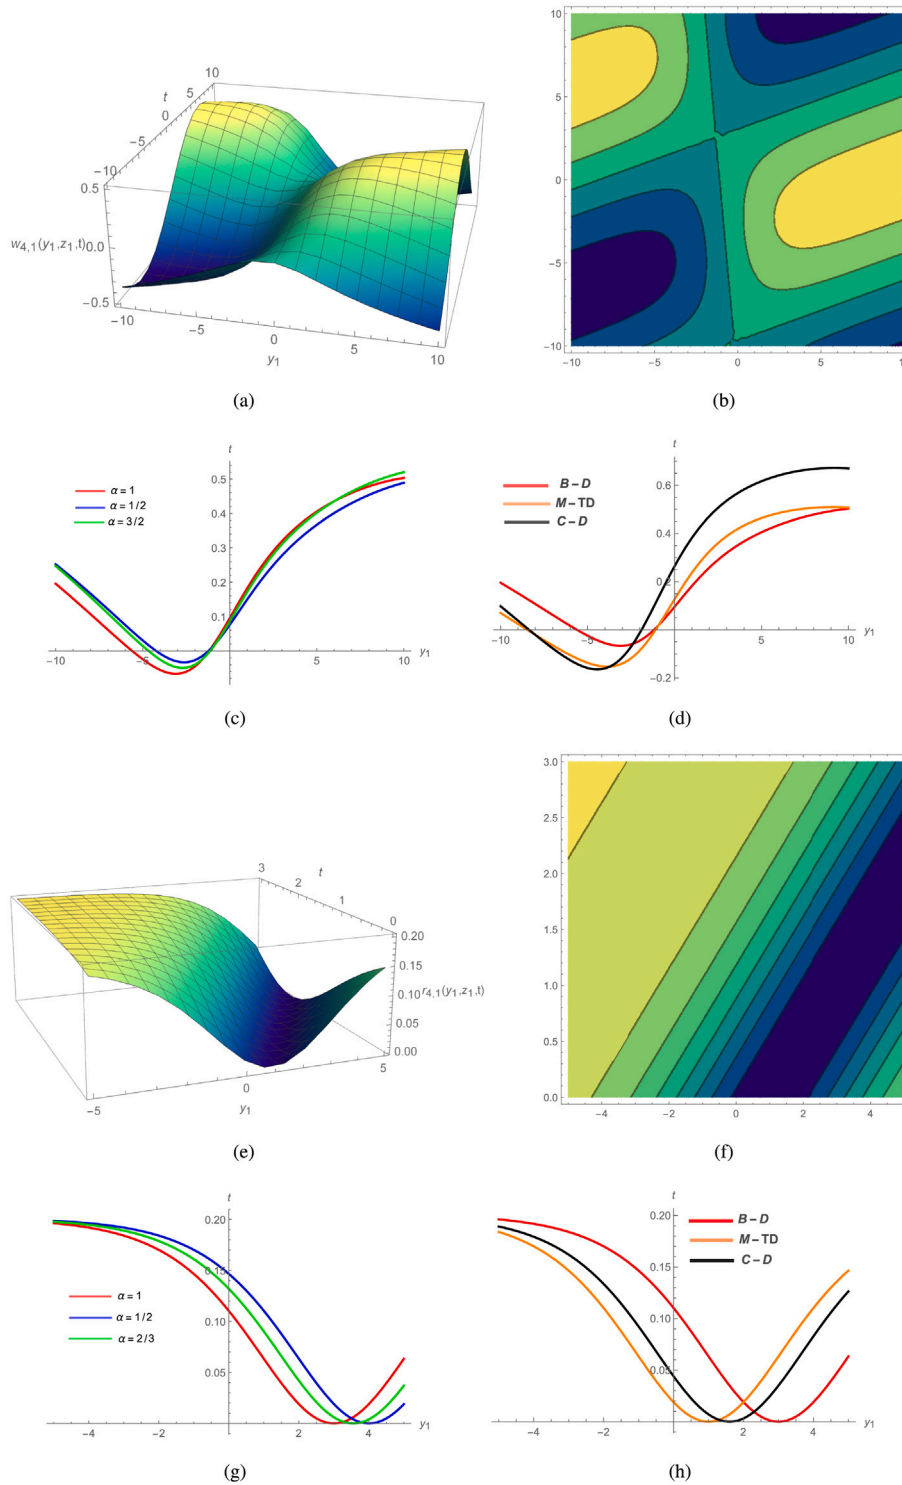 10
5
t
0
−5
−10
0.5
w4,1(y1,z1,t)
0.0
−0.5
−10
−5
0
5
10
y1
(a)
10
5
0
−5
−10
−10
−5
0
5
(b)
t
0.5
0.4
0.3
0.2
0.1
−10
−5
5
10
y1
α = 1
α = 1/2
α = 3/2
(c)
t
0.6
0.4
0.2
−0.2
−10
−5
5
10
y1
B − D
M − TD
C − D
(d)
3
2
t
1
0
0.20
0.15
0.10
r4,1(y1,z1,t)
0.05
0.00
−5
0
5
y1
(e)
3.0
2.5
2.0
1.5
1.0
0.5
0.0
−4
−2
0
2
4
(f)
t
0.20
0.15
0.10
0.05
−4
−2
2
4
y1
α = 1
α = 1/2
α = 2/3
(g)
t
0.20
0.15
0.10
0.05
−4
−2
2
4
y1
B − D
M − TD
C − D
(h)